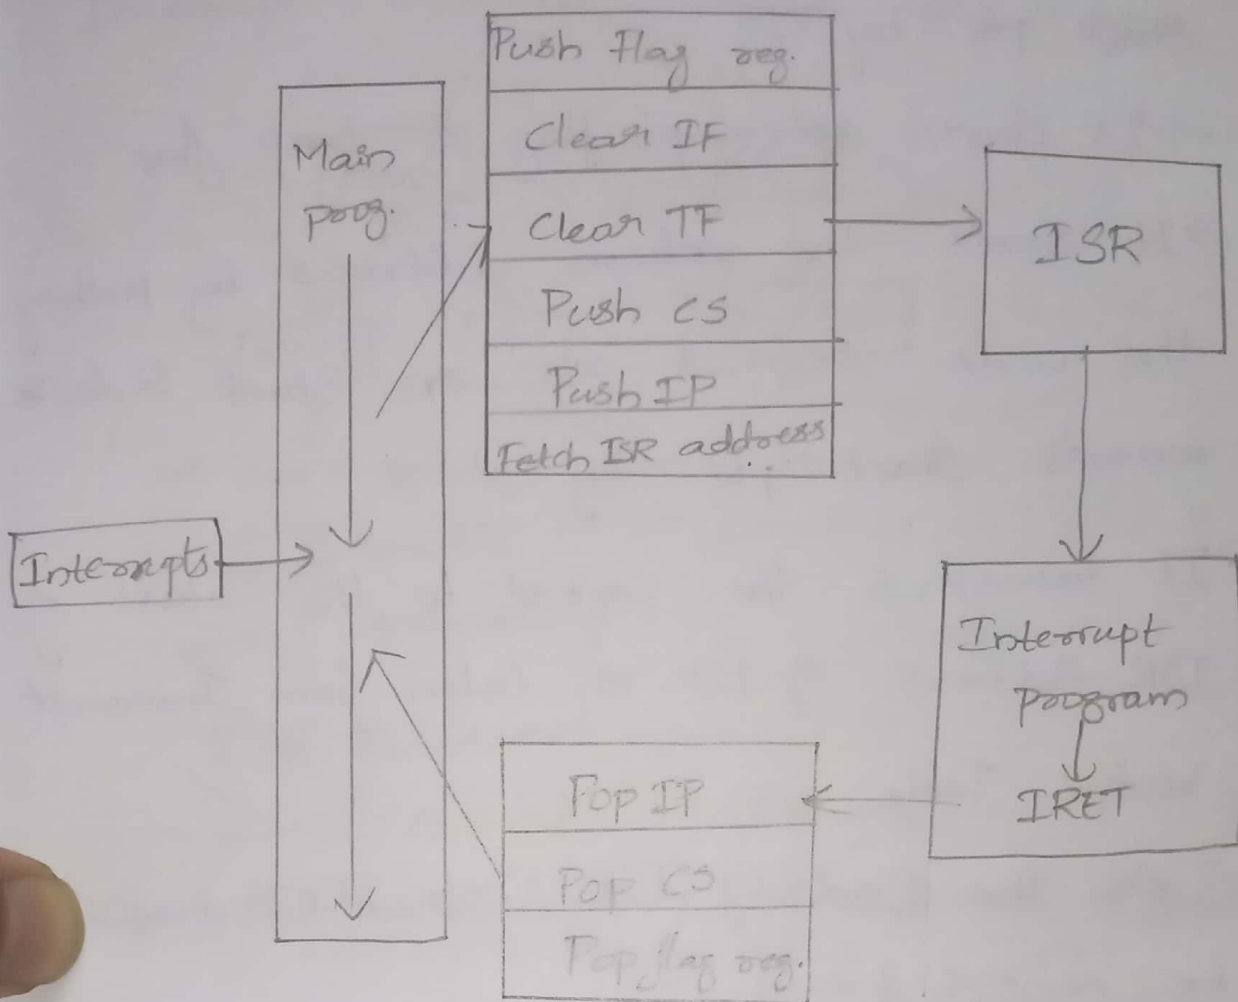 Push Flag reg.
Clear IF
Clear TF
Push CS
Push IP
Fetch ISR address
Main
prog.
ISR
Interrupts
Interrupt
program
IRET
Pop IP
Pop CS
Pop flag reg.